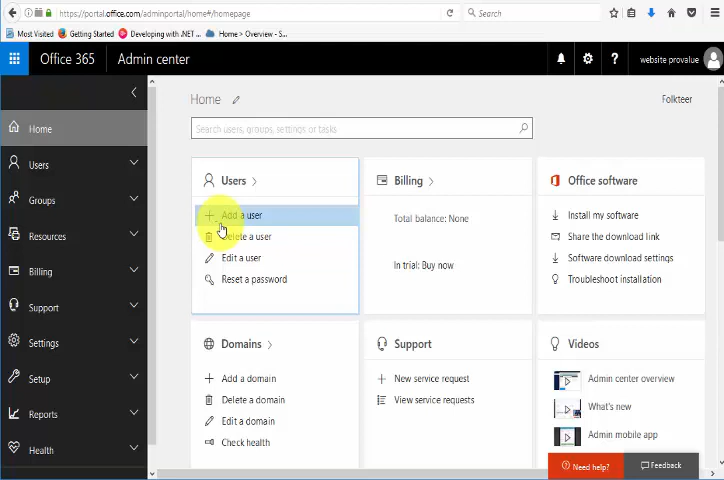 https://portal.office.com/adminportal/home#/homepage
Search
Most Visited
Getting Started
Developing with .NET ...
Home > Overview - S...
Office 365
Admin center
website provalue
Home
Folkteer
Search users, groups, settings or tasks
Home
Users
Groups
Resources
Billing
Support
Settings
Setup
Reports
Health
Users
Add a user
Delete a user
Edit a user
Reset a password
Billing
Total balance: None
In trial: Buy now
Office software
Install my software
Share the download link
Software download settings
Troubleshoot installation
Domains
Add a domain
Delete a domain
Edit a domain
Check health
Support
New service request
View service requests
Videos
Admin center overview
What's new
Admin mobile app
Need help?
Feedback